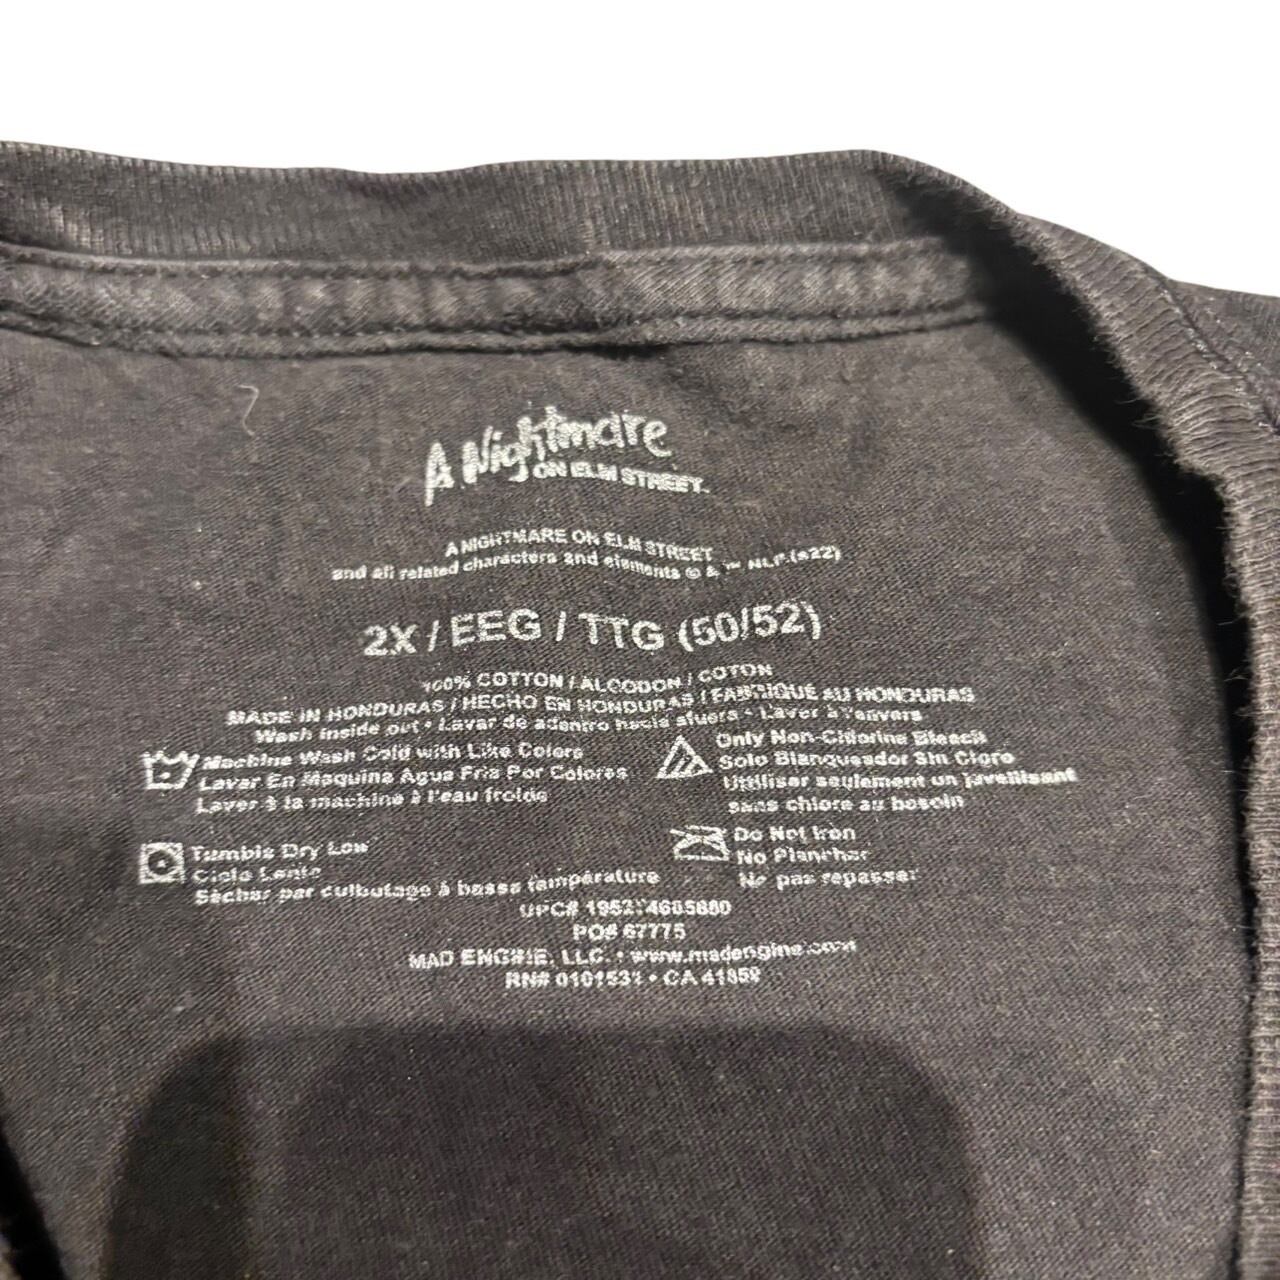 A Nightmare
ON ELM STREET™
A NIGHTMARE ON ELM STREET
and all related characters and elements © & ™ NLP. (s22)
2X / EEG / TTG (50/52)
100% COTTON / ALGODON / COTON
MADE IN HONDURAS / HECHO EN HONDURAS / FABRIQUÉ AU HONDURAS
Wash inside out • Lavar de adentro hacia afuera • Laver à l'envers
Machine Wash Cold with Like Colors
Lavar En Maquina Agua Fria Por Colores
Laver à la machine à l'eau froide
Only Non-Chlorine Bleach
Solo Blanqueador Sin Cloro
Utiliser seulement un javellisant
sans chlore au besoin
Tumble Dry Low
Ciclo Lento
Sécher par culbutage à basse température
Do Not Iron
No Planchar
Ne pas repasser
UPC#
PO# 67775
MAD ENGINE, LLC. • www.madengine.com
RN# • CA 41859